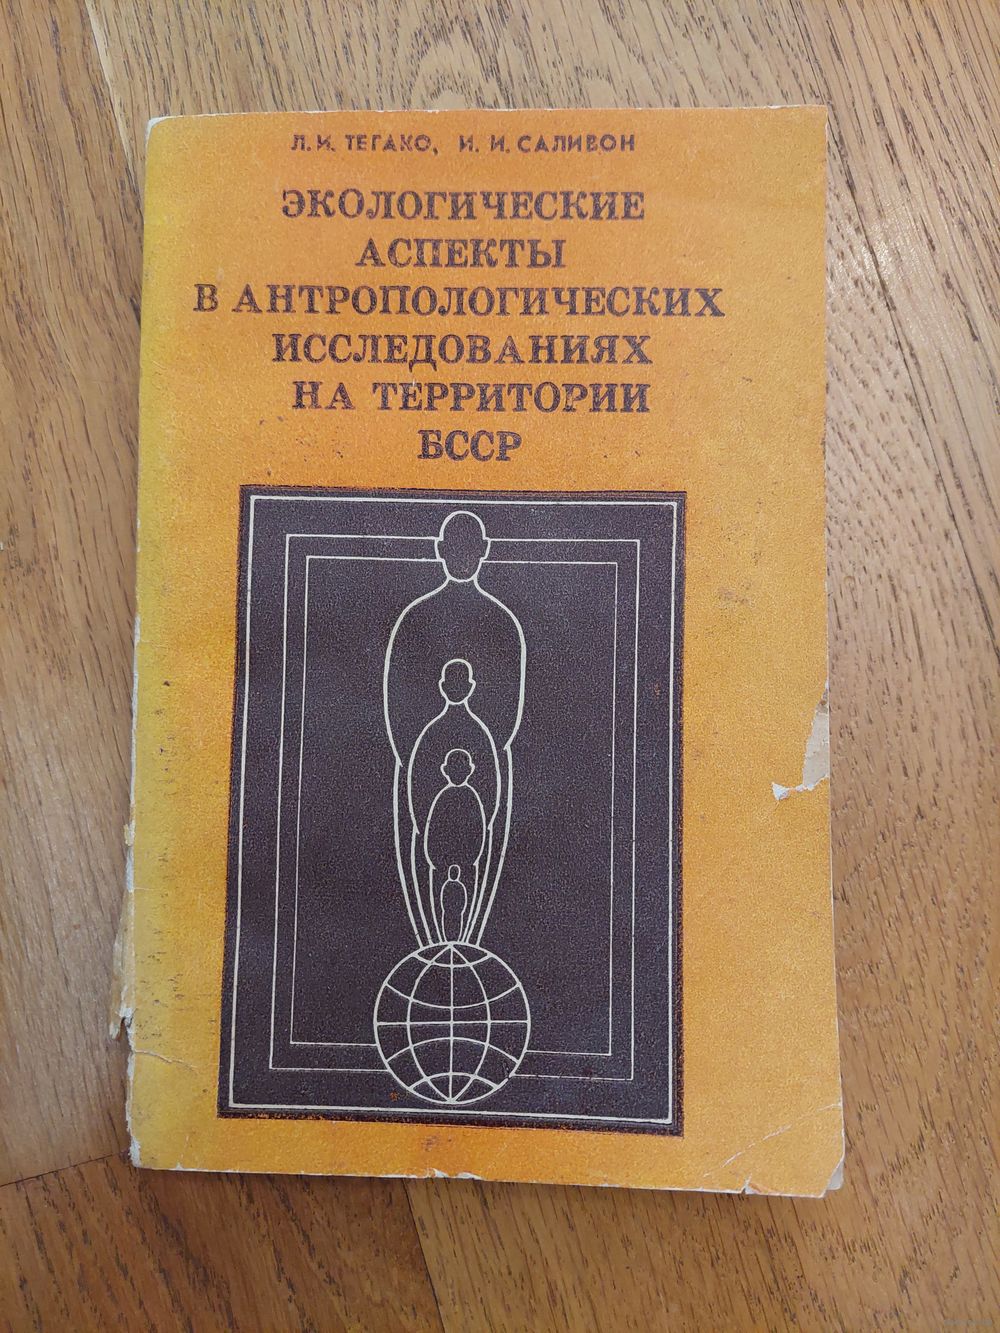 Л. И. ТЕГАКО, И. И. САЛИВОН
ЭКОЛОГИЧЕСКИЕ
АСПЕКТЫ
В АНТРОПОЛОГИЧЕСКИХ
ИССЛЕДОВАНИЯХ
НА ТЕРРИТОРИИ
БССР